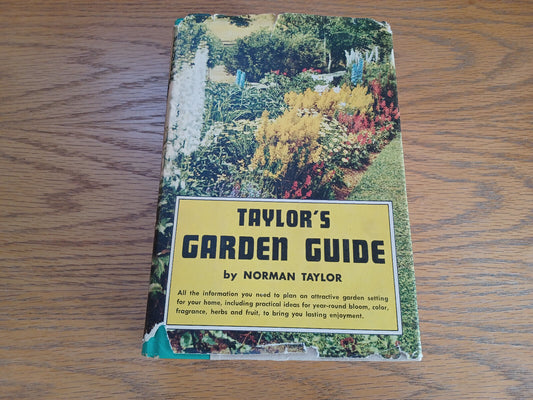 TAYLOR'S
GARDEN GUIDE
by NORMAN TAYLOR
All the information you need to plan an attractive garden setting
for your home, including practical ideas for year-round bloom, color,
fragrance, herbs and fruit, to bring you lasting enjoyment.